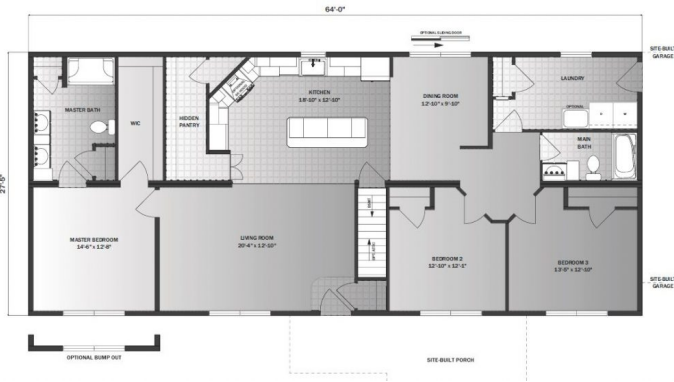 64'-0"
OPTIONAL SLIDING DOOR
SITE-BUILT
GARAGE
LAUNDRY
KITCHEN
18'-10" x 12'-10"
DINING ROOM
12'-10" x 9'-10"
MASTER BATH
WIC
HIDDEN
PANTRY
OPTIONAL
MAIN
BATH
27'-5"
MASTER BEDROOM
14'-6" x 12'-8"
LIVING ROOM
20'-4" x 12'-10"
BEDROOM 2
12'-10" x 12'-1"
BEDROOM 3
13'-6" x 12'-10"
SITE-BUILT
GARAGE
OPTIONAL BUMP OUT
SITE-BUILT PORCH